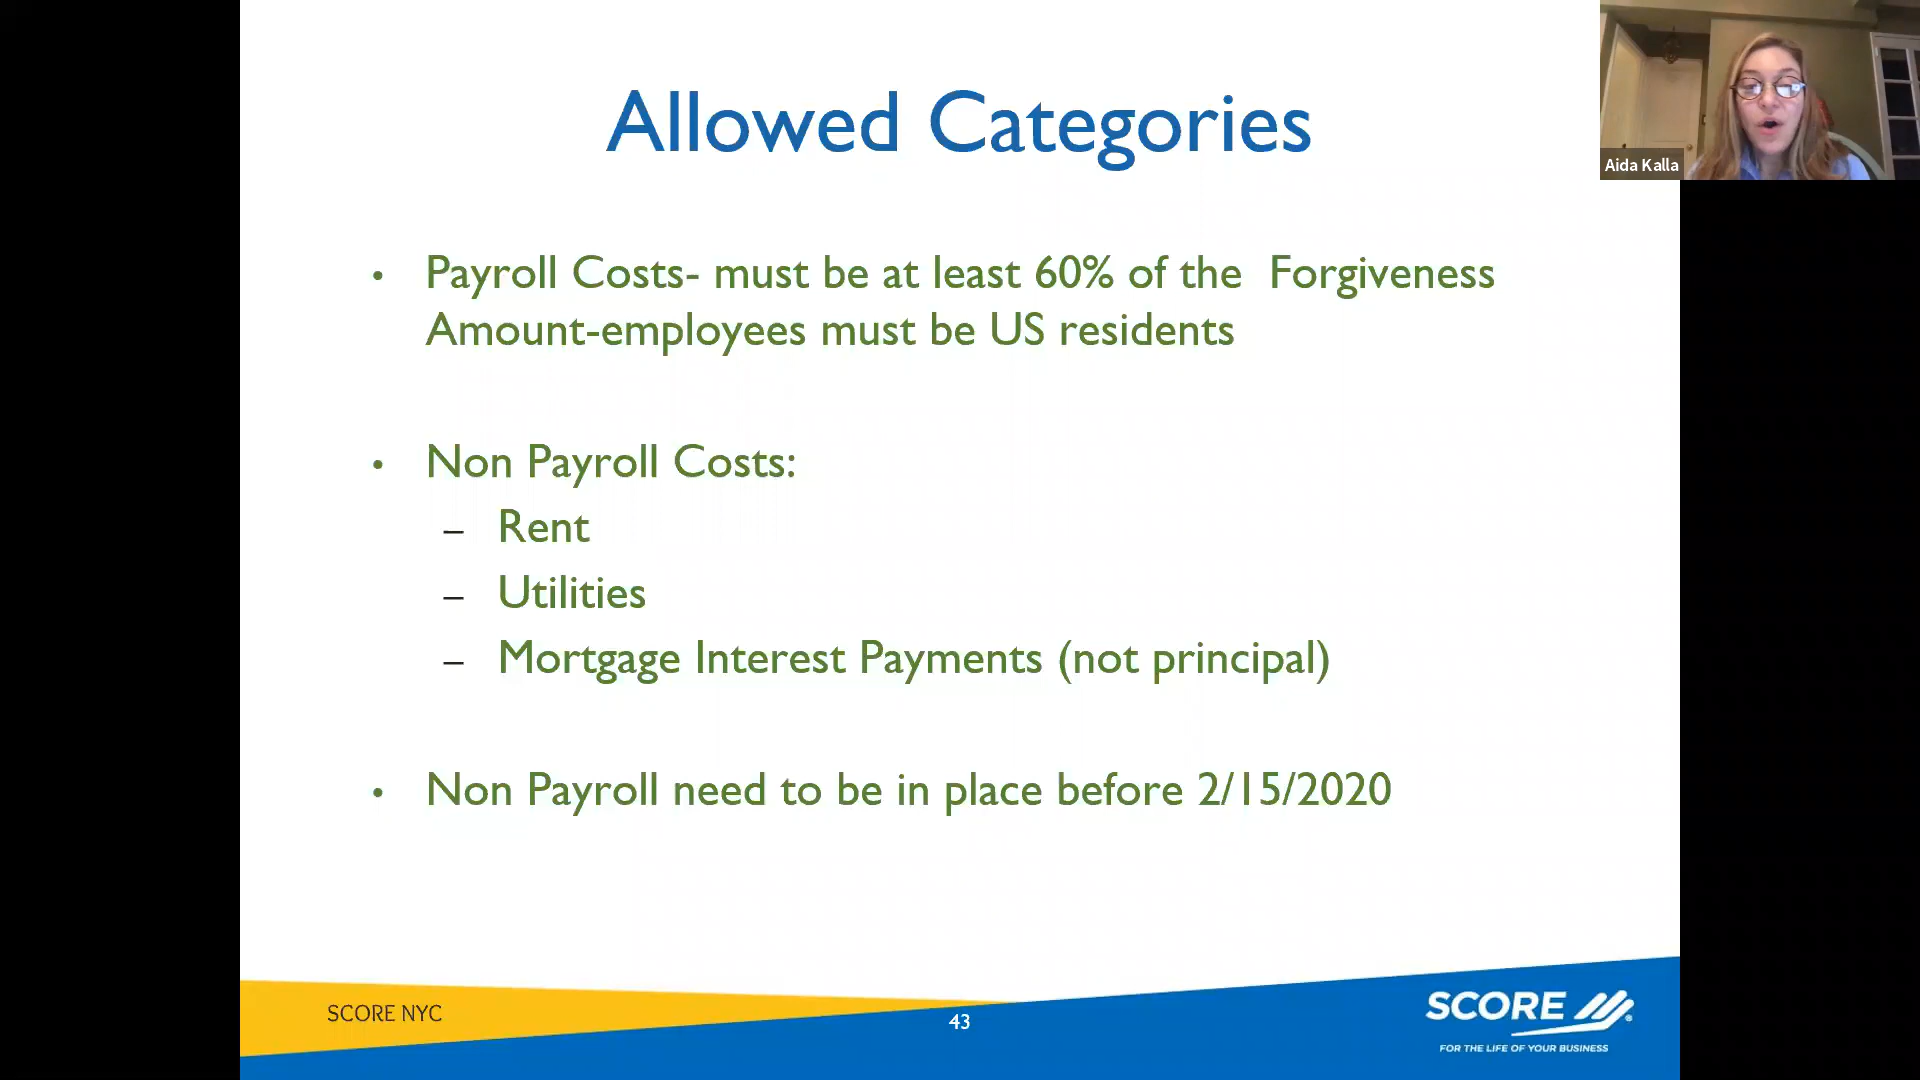 Allowed Categories
Aida Kalla
• Payroll Costs- must be at least 60% of the  Forgiveness
Amount-employees must be US residents
• Non Payroll Costs:
– Rent
– Utilities
– Mortgage Interest Payments (not principal)
• Non Payroll need to be in place before 2/15/2020
SCORE NYC
43
SCORE
FOR THE LIFE OF YOUR BUSINESS